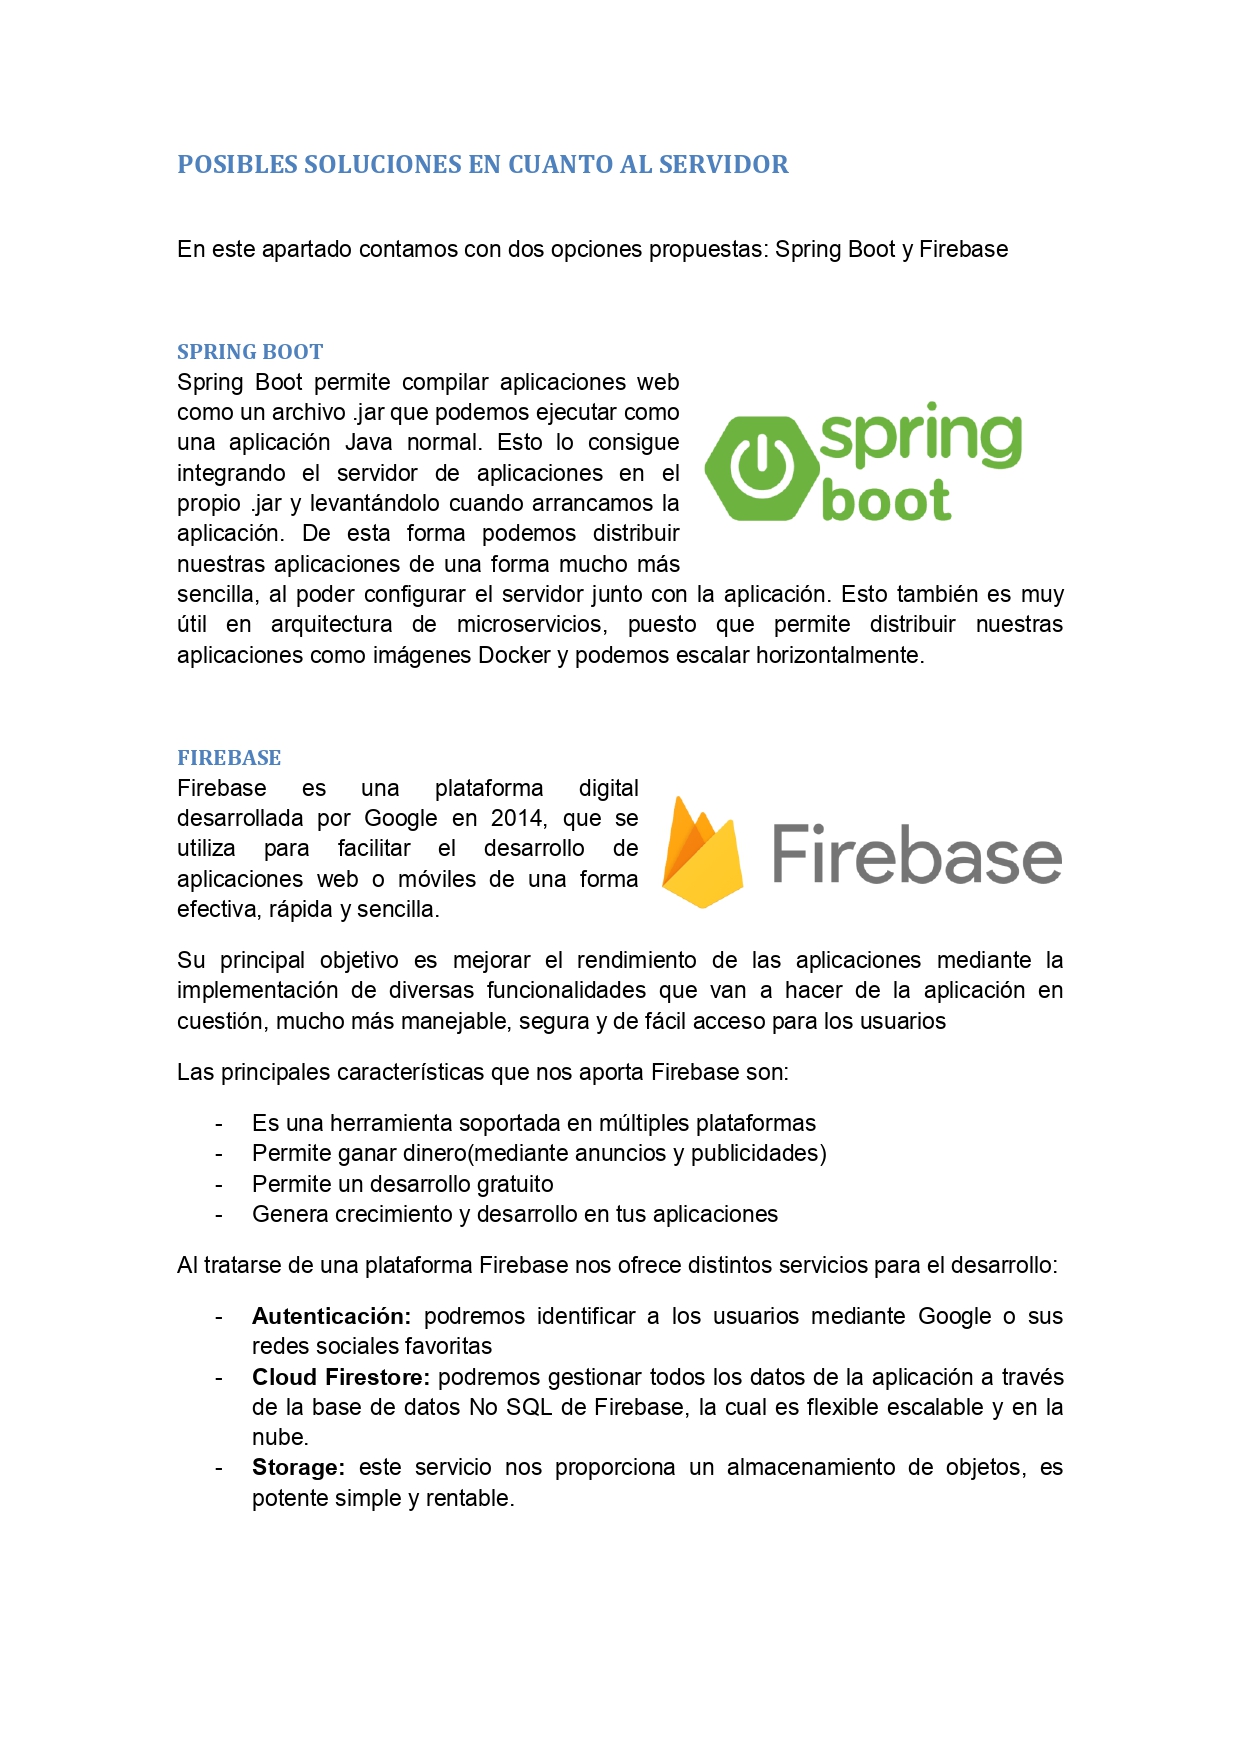 POSIBLES SOLUCIONES EN CUANTO AL SERVIDOR
En este apartado contamos con dos opciones propuestas: Spring Boot y Firebase
SPRING BOOT
Spring Boot permite compilar aplicaciones web
como un archivo .jar que podemos ejecutar como
una aplicación Java normal. Esto lo consigue
integrando el servidor de aplicaciones en el
propio .jar y levantándolo cuando arrancamos la
aplicación. De esta forma podemos distribuir
nuestras aplicaciones de una forma mucho más
spring
boot
sencilla, al poder configurar el servidor junto con la aplicación. Esto también es muy
útil en arquitectura de microservicios, puesto que permite distribuir nuestras
aplicaciones como imágenes Docker y podemos escalar horizontalmente.
FIREBASE
Firebase es una plataforma digital
desarrollada por Google en 2014, que se
utiliza para facilitar el desarrollo de
aplicaciones web o móviles de una forma
efectiva, rápida y sencilla.
Firebase
Su principal objetivo es mejorar el rendimiento de las aplicaciones mediante la
implementación de diversas funcionalidades que van a hacer de la aplicación en
cuestión, mucho más manejable, segura y de fácil acceso para los usuarios
Las principales características que nos aporta Firebase son:
- Es una herramienta soportada en múltiples plataformas
- Permite ganar dinero(mediante anuncios y publicidades)
- Permite un desarrollo gratuito
- Genera crecimiento y desarrollo en tus aplicaciones
Al tratarse de una plataforma Firebase nos ofrece distintos servicios para el desarrollo:
- Autenticación: podremos identificar a los usuarios mediante Google o sus
redes sociales favoritas
- Cloud Firestore: podremos gestionar todos los datos de la aplicación a través
de la base de datos No SQL de Firebase, la cual es flexible escalable y en la
nube.
- Storage: este servicio nos proporciona un almacenamiento de objetos, es
potente simple y rentable.